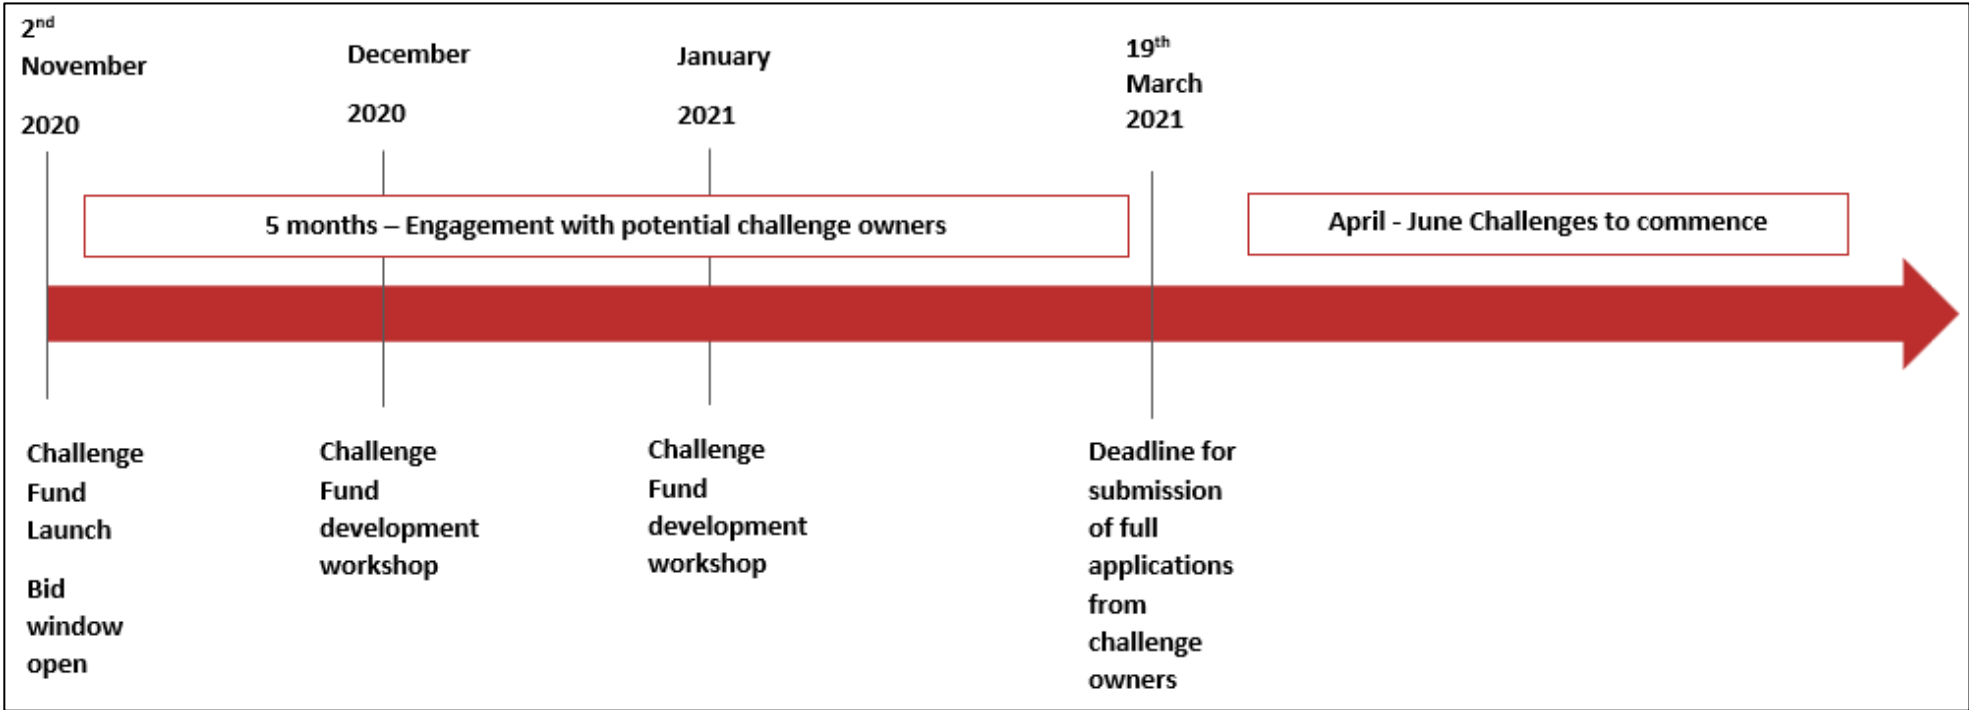 2nd
November
2020
December
2020
January
2021
19th
March
2021
5 months – Engagement with potential challenge owners
April - June Challenges to commence
Challenge
Fund
Launch
Bid
window
open
Challenge
Fund
development
workshop
Challenge
Fund
development
workshop
Deadline for
submission
of full
applications
from
challenge
owners